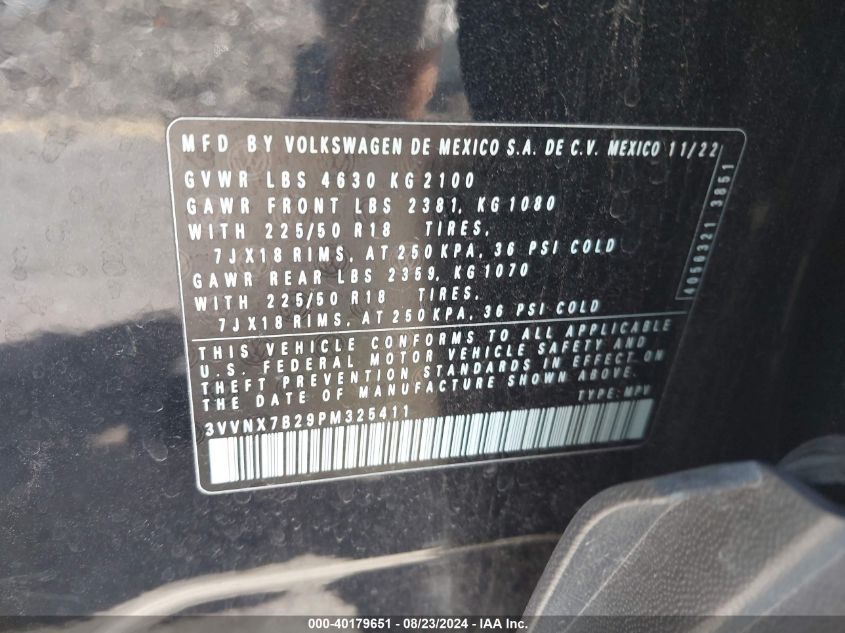 MFD BY VOLKSWAGEN DE MEXICO S.A. DE C.V. MEXICO 11/22
GVWR LBS 4630 KG 2100
GAWR FRONT LBS 2381, KG 1080
WITH 225/50 R18 TIRES,
7JX18 RIMS, AT 250 KPA, 36 PSI COLD
GAWR REAR LBS 2359, KG 1070
WITH 225/50 R18 TIRES,
7JX18 RIMS, AT 250 KPA, 36 PSI COLD
THIS VEHICLE CONFORMS TO ALL APPLICABLE
U.S. FEDERAL MOTOR VEHICLE SAFETY AND
THEFT PREVENTION STANDARDS IN EFFECT ON
THE DATE OF MANUFACTURE SHOWN ABOVE.
TYPE: MPV
3VVNX7B29PM325411
3851
000-40179651 - 08/23/2024 - IAAI Inc.